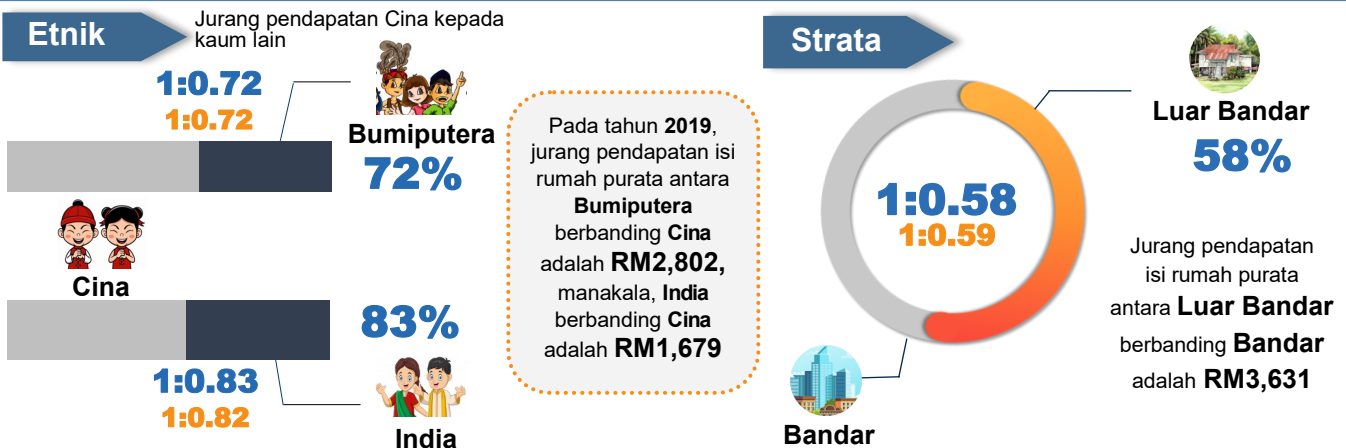 Etnik
Jurang pendapatan Cina kepada
kaum lain
1:0.72
1:0.72
Bumiputera
72%
Cina
83%
1:0.83
1:0.82
India
Pada tahun 2019,
jurang pendapatan isi
rumah purata antara
Bumiputera
berbanding Cina
adalah RM2,802,
manakala, India
berbanding Cina
adalah RM1,679
Strata
Luar Bandar
58%
1:0.58
1:0.59
Jurang pendapatan
isi rumah purata
antara Luar Bandar
berbanding Bandar
adalah RM3,631
Bandar